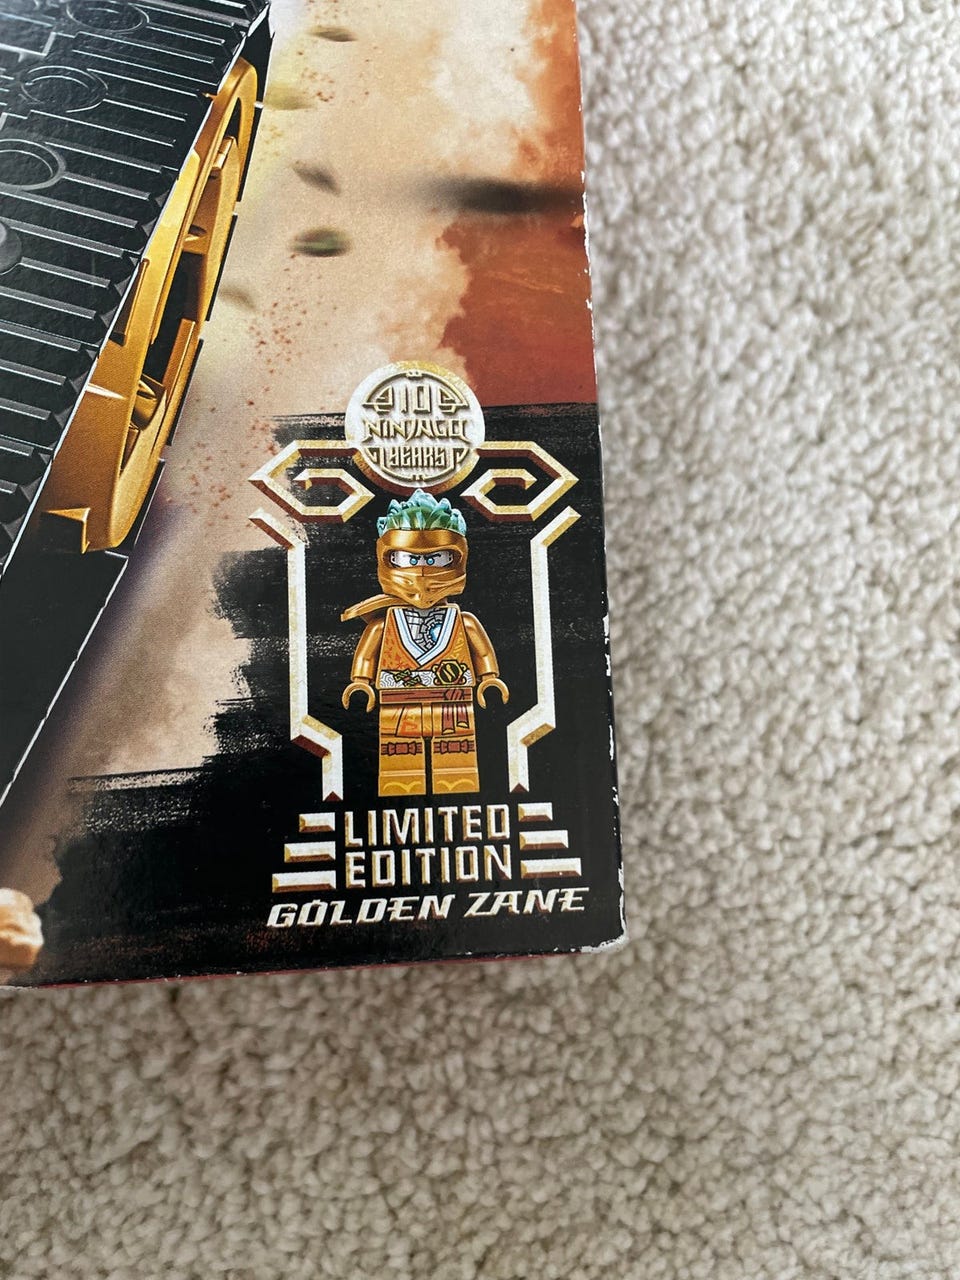 10
NINJAGO
YEARS
LIMITED
EDITION
GOLDEN ZANE